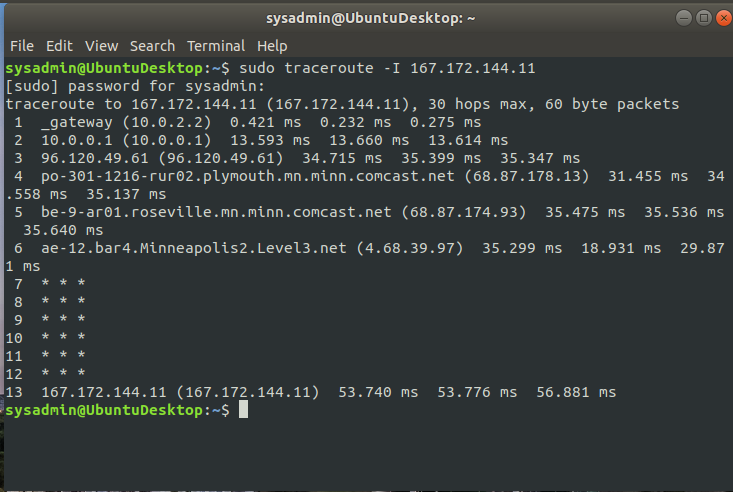 sysadmin@UbuntuDesktop: ~
File Edit View Search Terminal Help
sysadmin@UbuntuDesktop:~$ sudo traceroute -I 167.172.144.11
[sudo] password for sysadmin:
traceroute to 167.172.144.11 (167.172.144.11), 30 hops max, 60 byte packets
 1  _gateway (10.0.2.2)  0.421 ms  0.232 ms  0.275 ms
 2  10.0.0.1 (10.0.0.1)  13.593 ms  13.660 ms  13.614 ms
 3  96.120.49.61 (96.120.49.61)  34.715 ms  35.399 ms  35.347 ms
 4  po-301-1216-rur02.plymouth.mn.minn.comcast.net (68.87.178.13)  31.455 ms  34
.558 ms  35.137 ms
 5  be-9-ar01.roseville.mn.minn.comcast.net (68.87.174.93)  35.475 ms  35.536 ms
  35.640 ms
 6  ae-12.bar4.Minneapolis2.Level3.net (4.68.39.97)  35.299 ms  18.931 ms  29.87
1 ms
 7  * * *
 8  * * *
 9  * * *
10  * * *
11  * * *
12  * * *
13  167.172.144.11 (167.172.144.11)  53.740 ms  53.776 ms  56.881 ms
sysadmin@UbuntuDesktop:~$